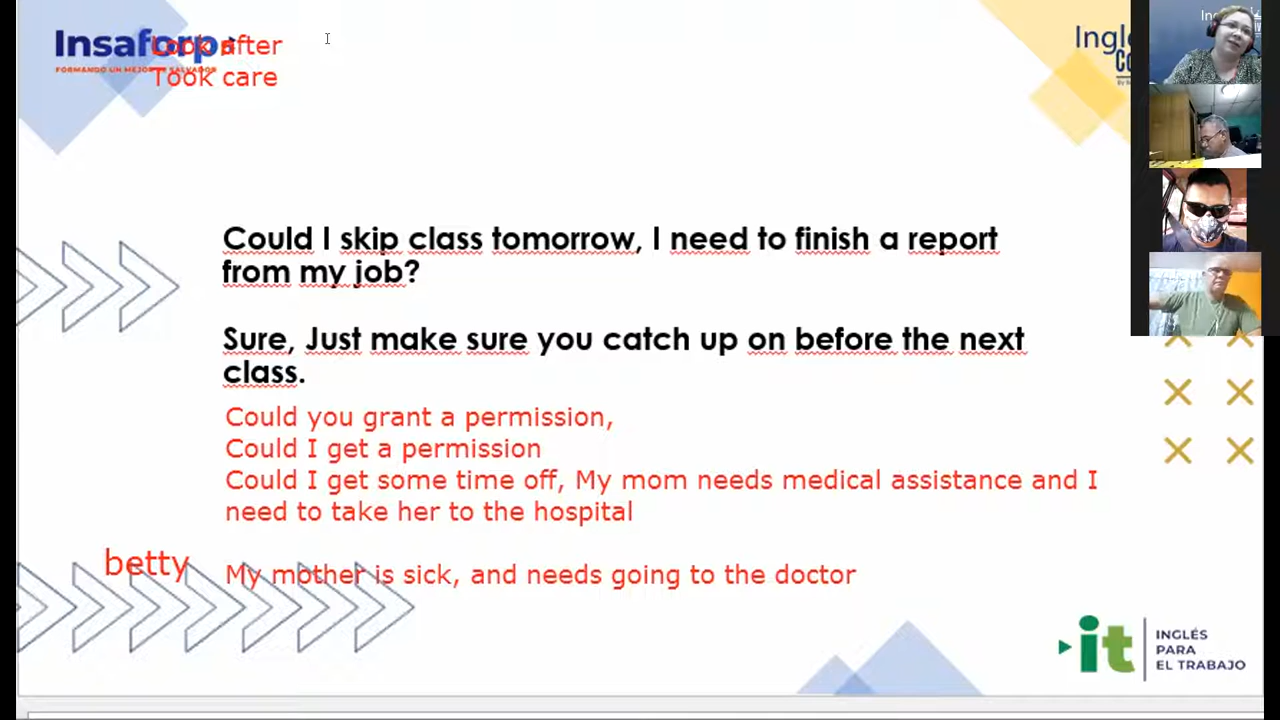 Insaforp
Look after
FORMANDO UN MEJOR SALVADOR
Took care
Could I skip class tomorrow, I need to finish a report
from my job?
Sure, Just make sure you catch up on before the next
class.
Could you grant a permission,
Could I get a permission
Could I get some time off, My mom needs medical assistance and I
need to take her to the hospital
betty
My mother is sick, and needs going to the doctor
it
INGLÉS
PARA
EL TRABAJO